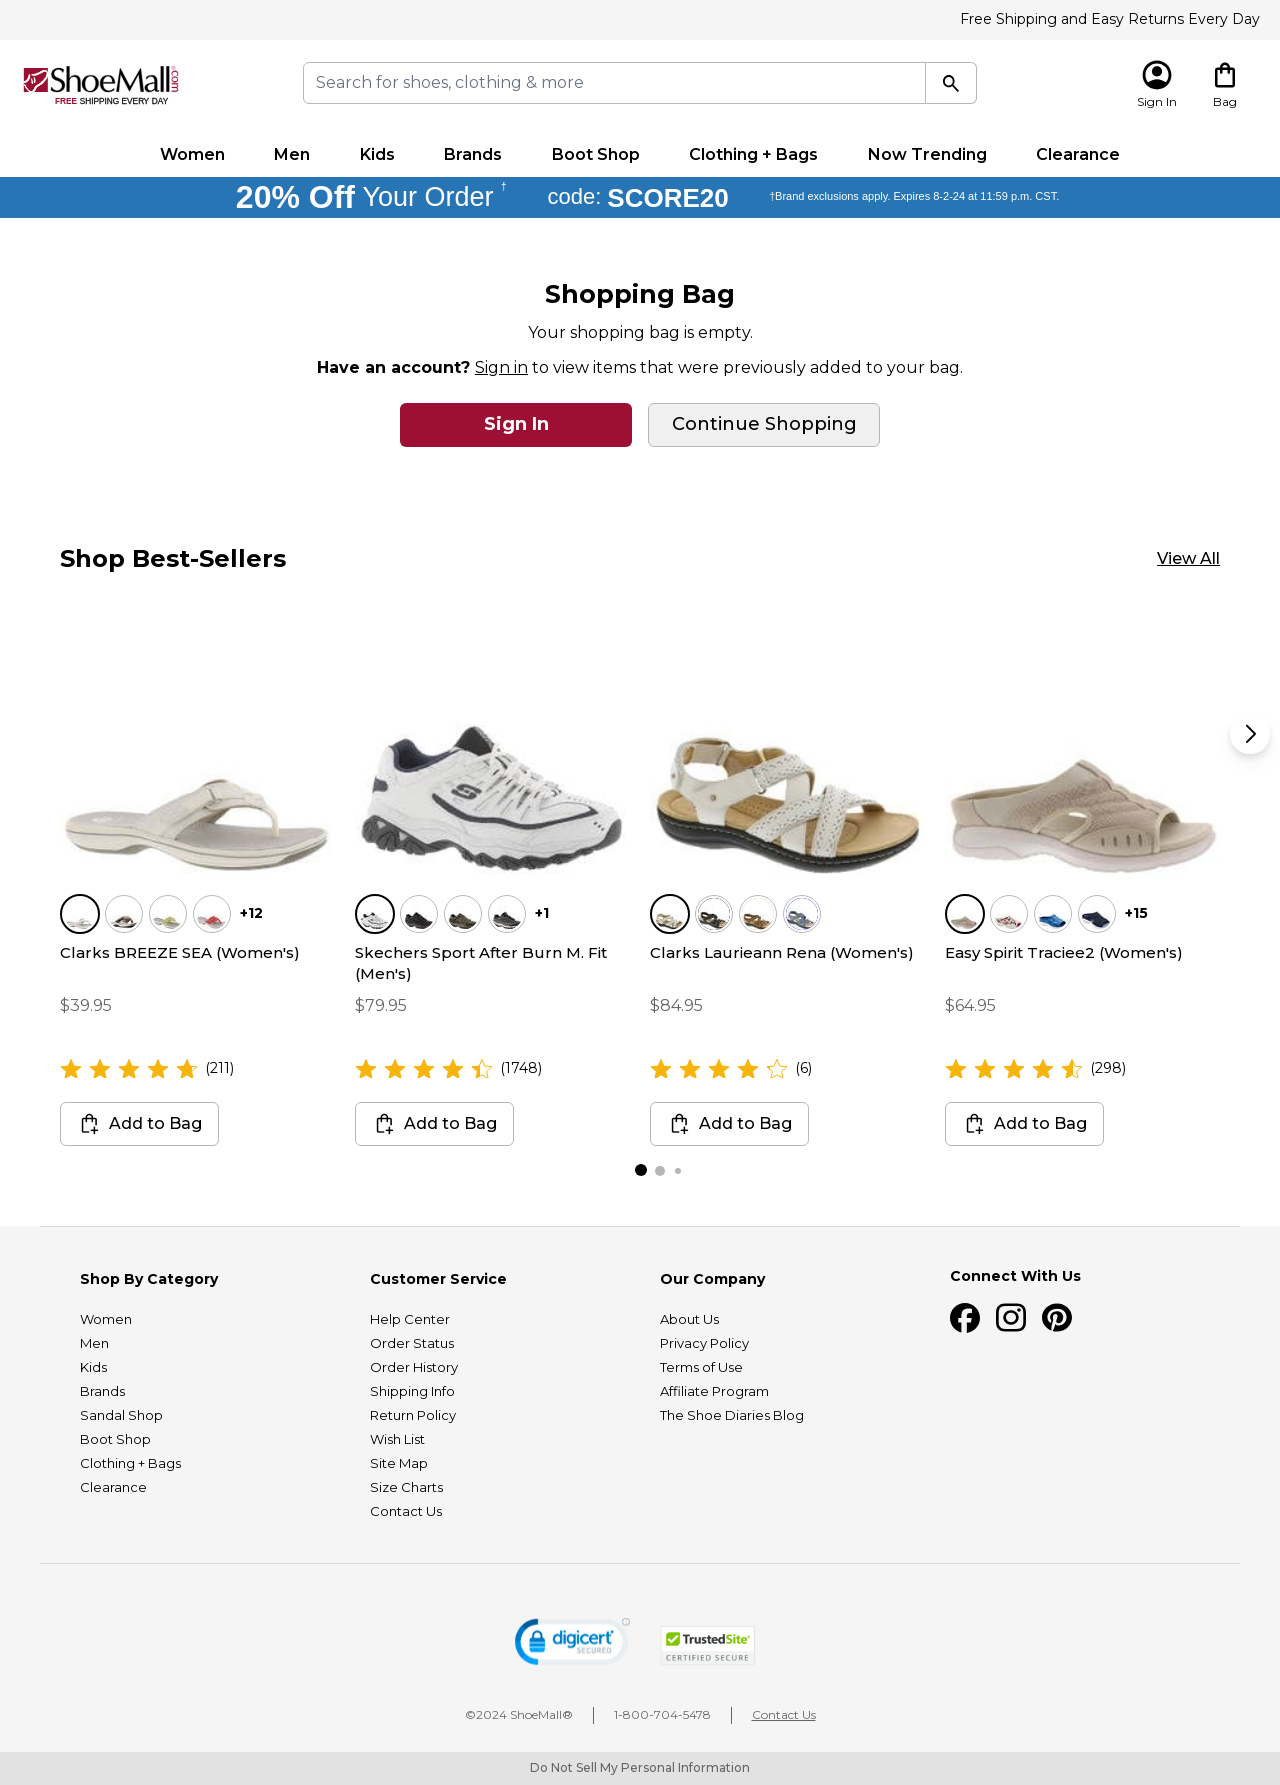 Free Shipping and Easy Returns Every Day
ShoeMall.com
FREE SHIPPING EVERY DAY
Search for shoes, clothing & more
Sign In
Bag
Women Men Kids Brands Boot Shop Clothing + Bags Now Trending Clearance
20% Off Your Order † code: SCORE20 †Brand exclusions apply. Expires 8-2-24 at 11:59 p.m. CST.
Shopping Bag
Your shopping bag is empty.
Have an account? Sign in to view items that were previously added to your bag.
Sign In
Continue Shopping
Shop Best-Sellers
View All
+12
Clarks BREEZE SEA (Women's)
$39.95
(211)
Add to Bag
+1
Skechers Sport After Burn M. Fit
(Men's)
$79.95
(1748)
Add to Bag
Clarks Laurieann Rena (Women's)
$84.95
(6)
Add to Bag
+15
Easy Spirit Traciee2 (Women's)
$64.95
(298)
Add to Bag
Shop By Category
Women
Men
Kids
Brands
Sandal Shop
Boot Shop
Clothing + Bags
Clearance
Customer Service
Help Center
Order Status
Order History
Shipping Info
Return Policy
Wish List
Site Map
Size Charts
Contact Us
Our Company
About Us
Privacy Policy
Terms of Use
Affiliate Program
The Shoe Diaries Blog
Connect With Us
digicert
SECURED
TrustedSite
CERTIFIED SECURE
©2024 ShoeMall®
1-800-704-5478
Contact Us
Do Not Sell My Personal Information